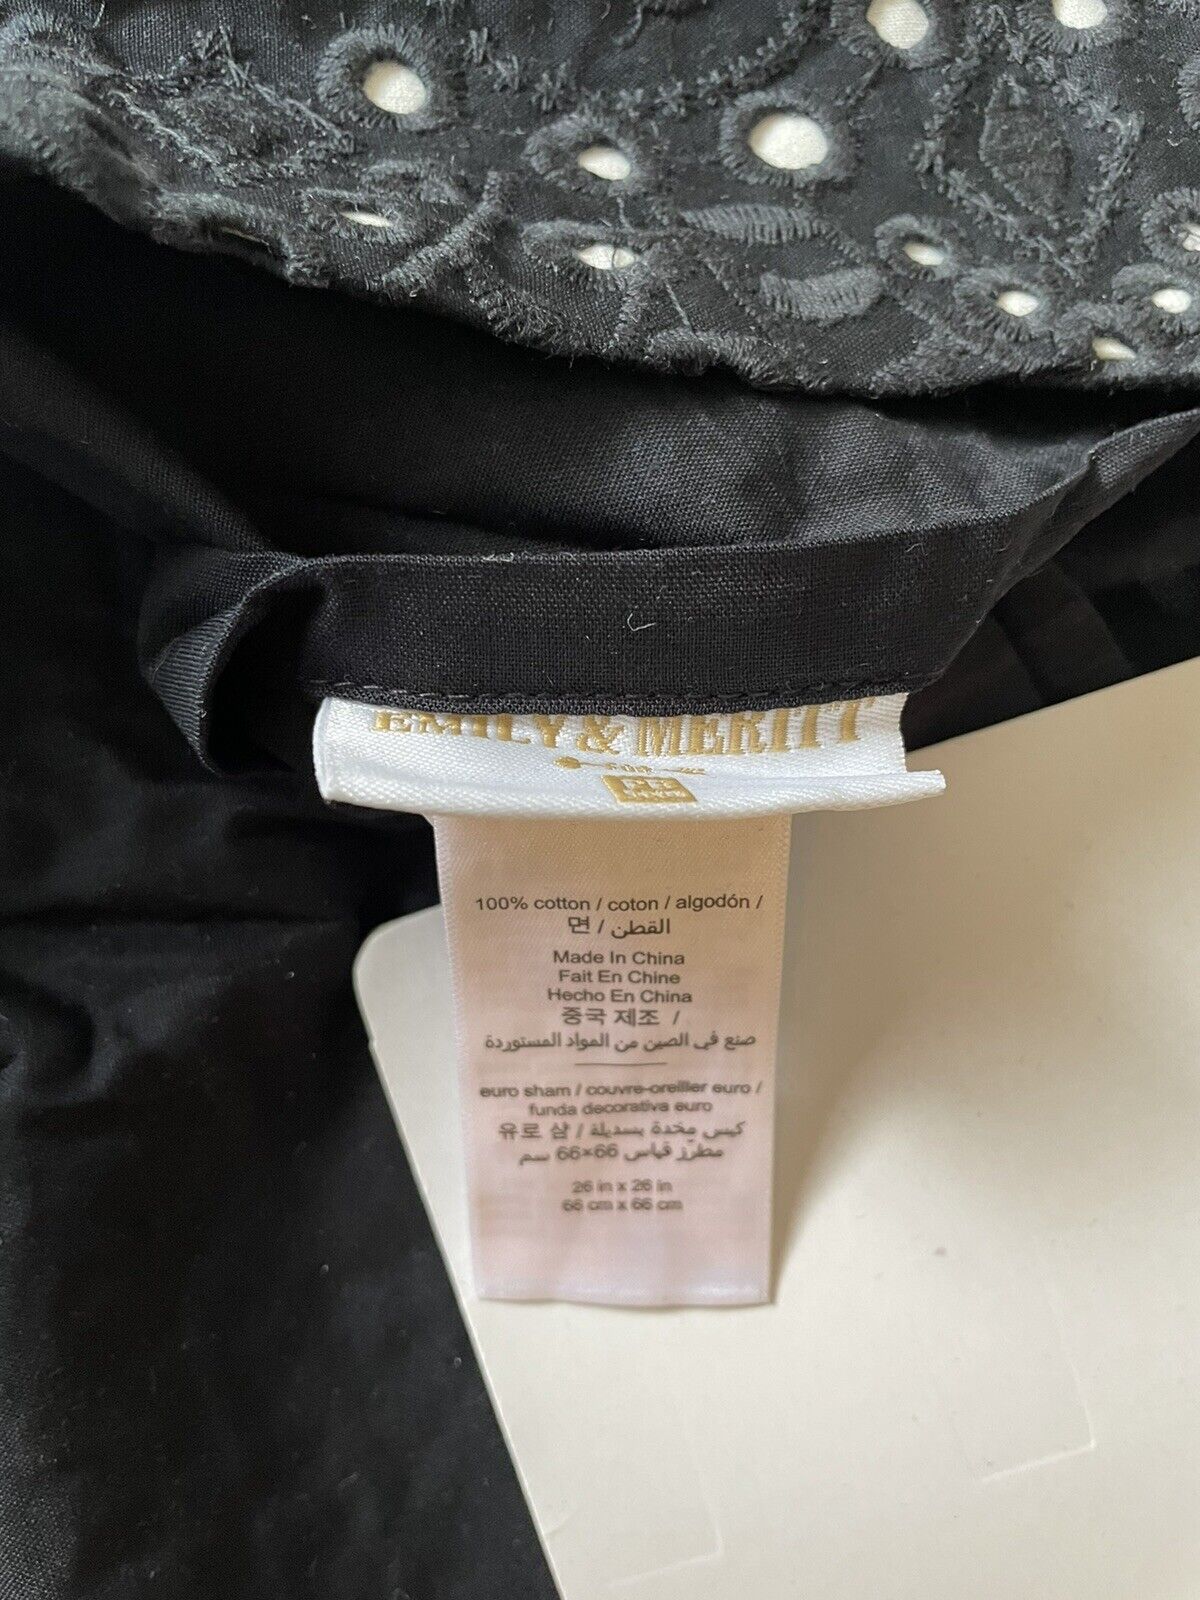 EMILY & MERITT
FOR
PB
100% cotton / coton / algodón /
면 / القطن
Made In China
Fait En Chine
Hecho En China
중국 제조 /
صنع في الصين من المواد المستوردة
euro sham / couvre-oreiller euro /
funda decorativa euro
유로 샴 / كيس مخدة بسديلة
مطرّز قياس 66×66 سم
26 in x 26 in
66 cm x 66 cm